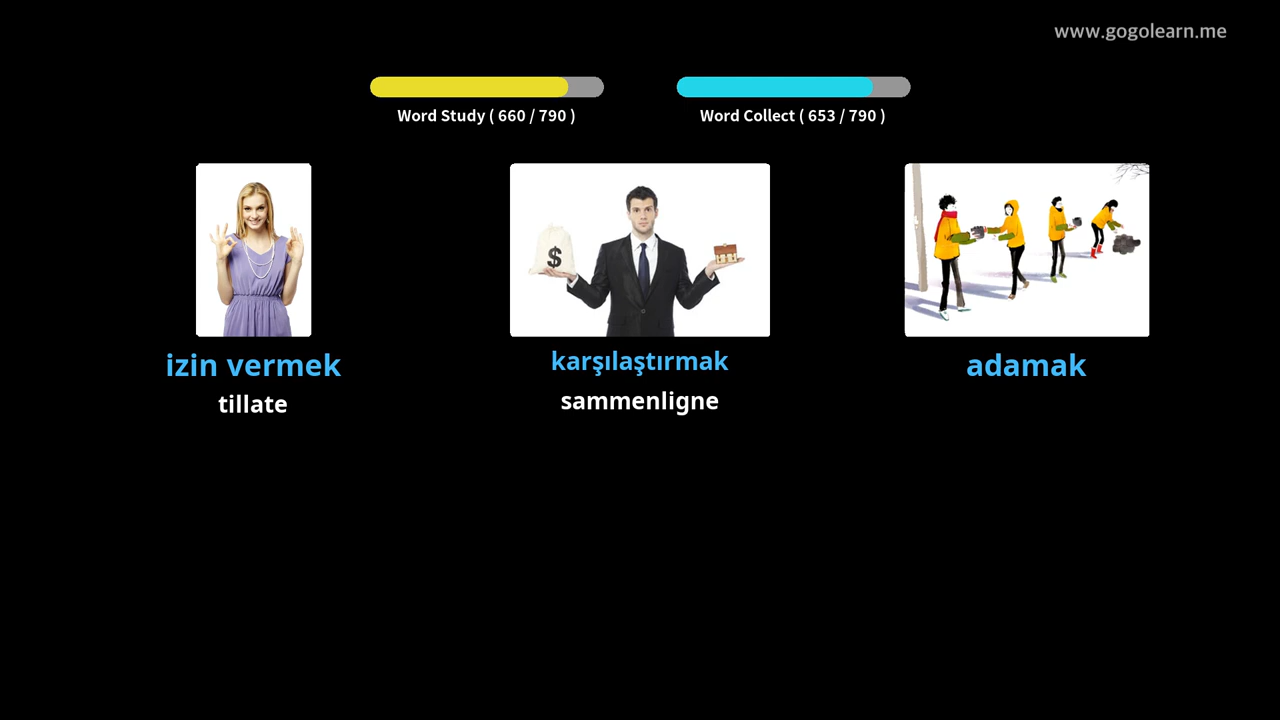 www.gogolearn.me
Word Study ( 660 / 790 )
Word Collect ( 653 / 790 )
$
izin vermek
tillate
karşılaştırmak
sammenligne
adamak